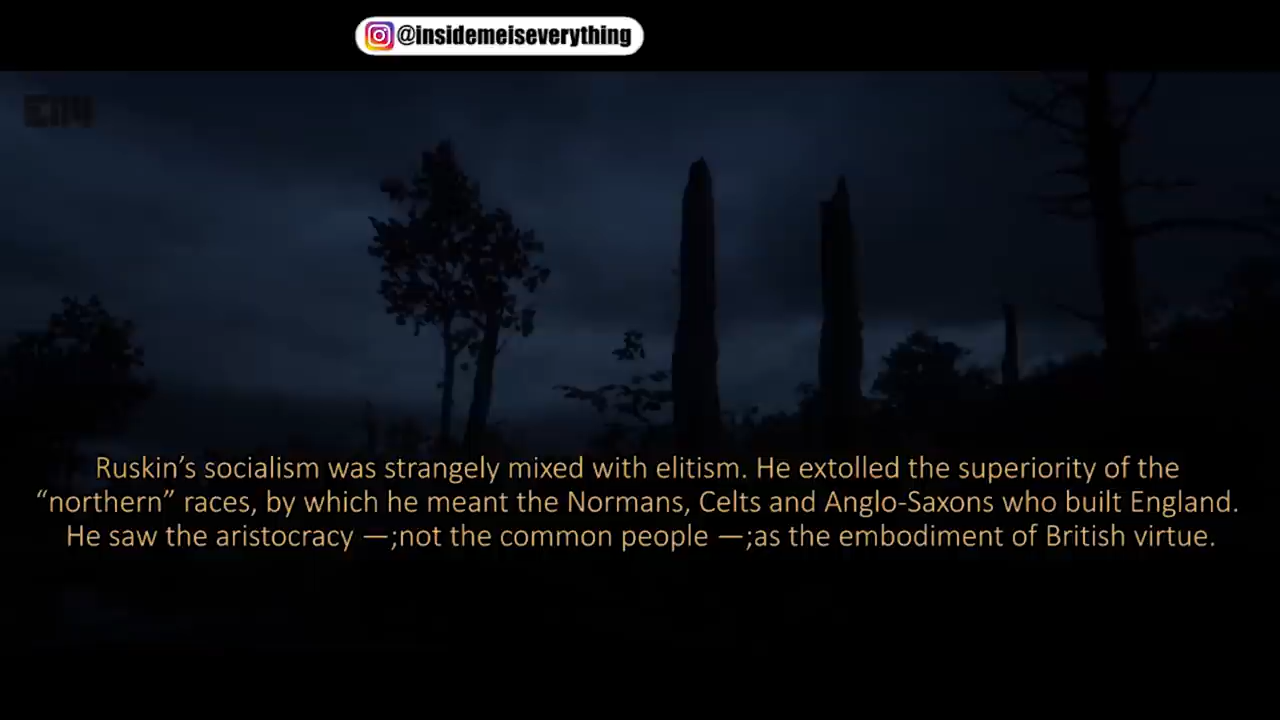 @insidemeiseverything
Ruskin’s socialism was strangely mixed with elitism. He extolled the superiority of the
“northern” races, by which he meant the Normans, Celts and Anglo-Saxons who built England.
He saw the aristocracy —;not the common people —;as the embodiment of British virtue.